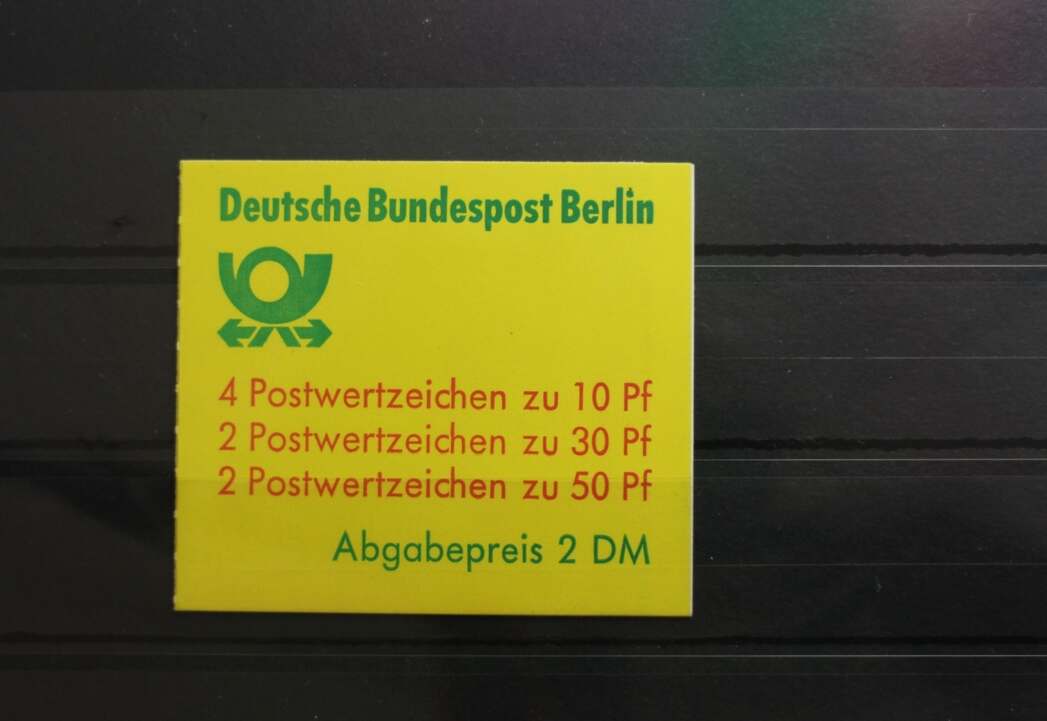 Deutsche Bundespost Berlin
4 Postwertzeichen zu 10 Pf
2 Postwertzeichen zu 30 Pf
2 Postwertzeichen zu 50 Pf
Abgabepreis 2 DM